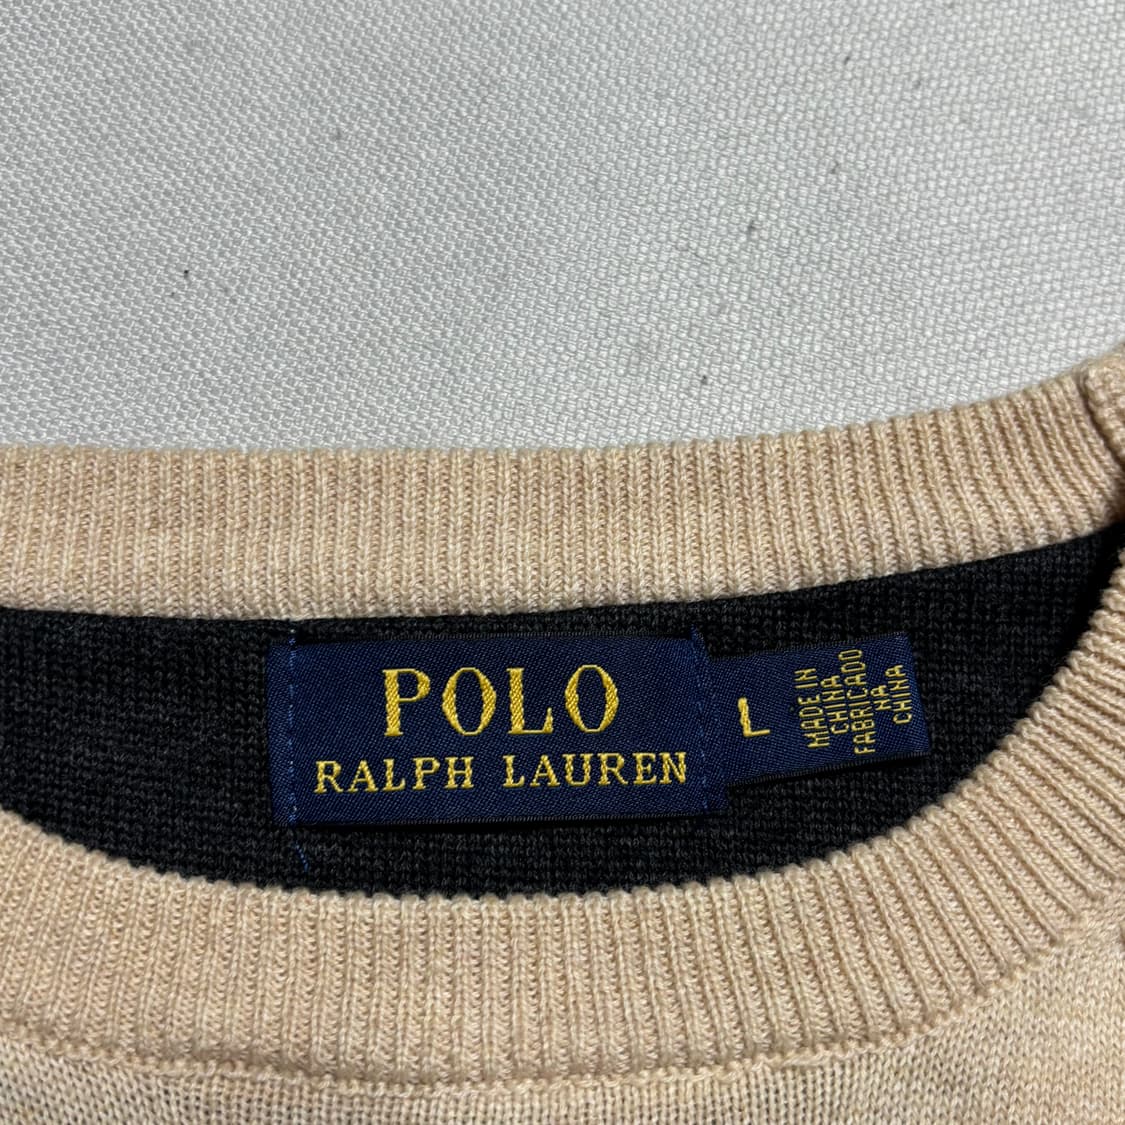 POLO
RALPH LAUREN
L
MADE IN
CHINA
FABRICADO
NA
CHINA